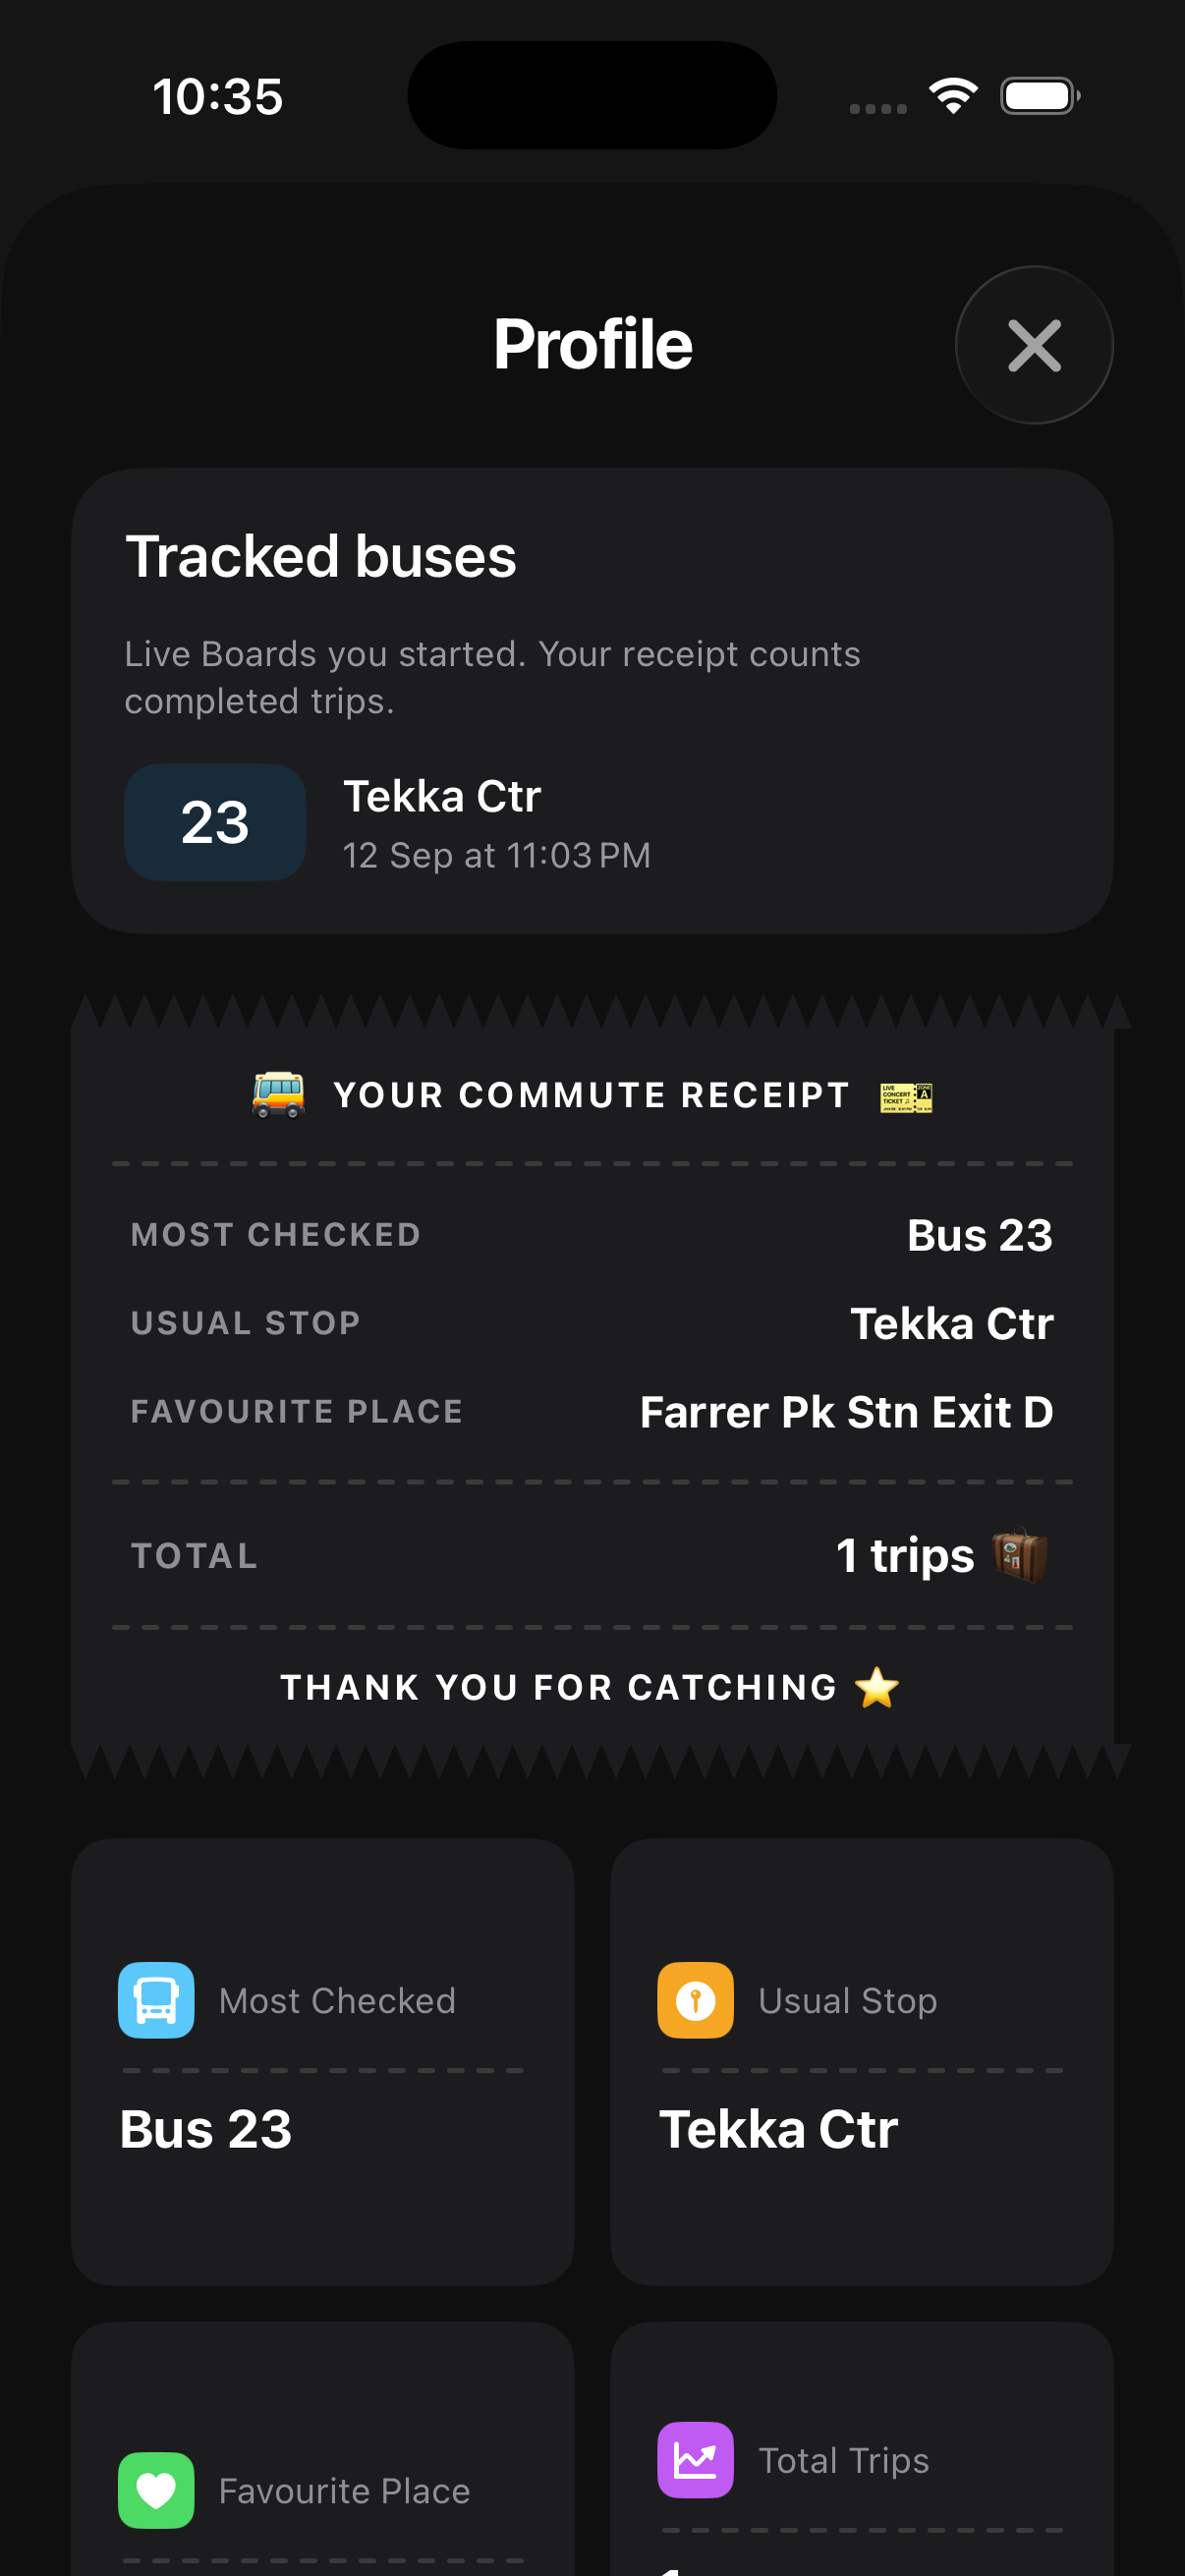 10:35
Profile
Tracked buses
Live Boards you started. Your receipt counts
completed trips.
23
Tekka Ctr
12 Sep at 11:03 PM
YOUR COMMUTE RECEIPT
MOST CHECKED
Bus 23
USUAL STOP
Tekka Ctr
FAVOURITE PLACE
Farrer Pk Stn Exit D
TOTAL
1 trips
THANK YOU FOR CATCHING
Most Checked
Bus 23
Usual Stop
Tekka Ctr
Favourite Place
Total Trips